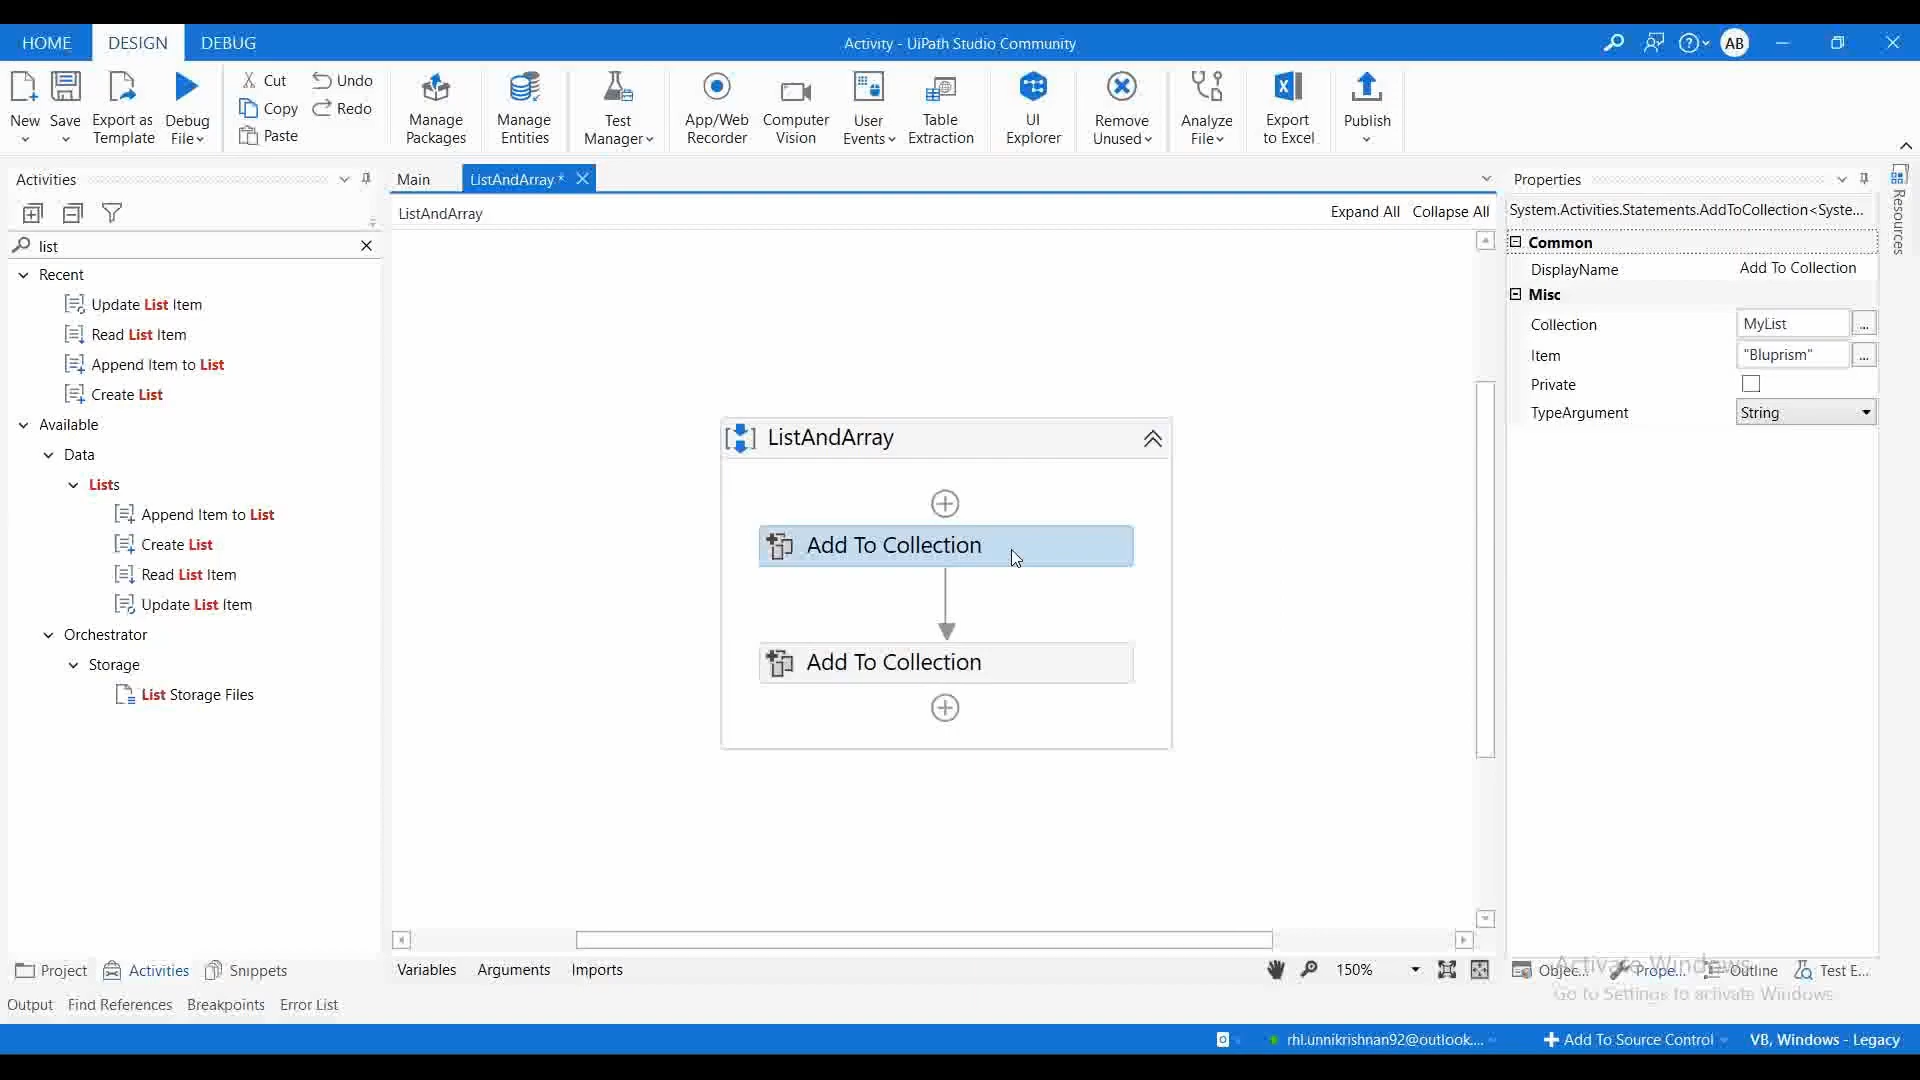 HOME DESIGN DEBUG Activity - UiPath Studio Community AB
New Save Export as Template Debug File Cut Copy Paste Undo Redo Manage Packages Manage Entities Test Manager App/Web Recorder Computer Vision User Events Table Extraction UI Explorer Remove Unused Analyze File Export to Excel Publish
Activities
list
Recent
Update List Item
Read List Item
Append Item to List
Create List
Available
Data
Lists
Append Item to List
Create List
Read List Item
Update List Item
Orchestrator
Storage
List Storage Files
Project Activities Snippets
Main ListAndArray*
ListAndArray Expand All Collapse All
ListAndArray
Add To Collection
Add To Collection
Variables Arguments Imports 150%
Properties
System.Activities.Statements.AddToCollection<Syste...
Common
DisplayName Add To Collection
Misc
Collection MyList ...
Item "Bluprism" ...
Private
TypeArgument String
Resources
Objec... Prope... Outline Test E...
Activate Windows
Go to Settings to activate Windows.
Output Find References Breakpoints Error List
rhl.unnikrishnan92@outlook.... Add To Source Control VB, Windows - Legacy